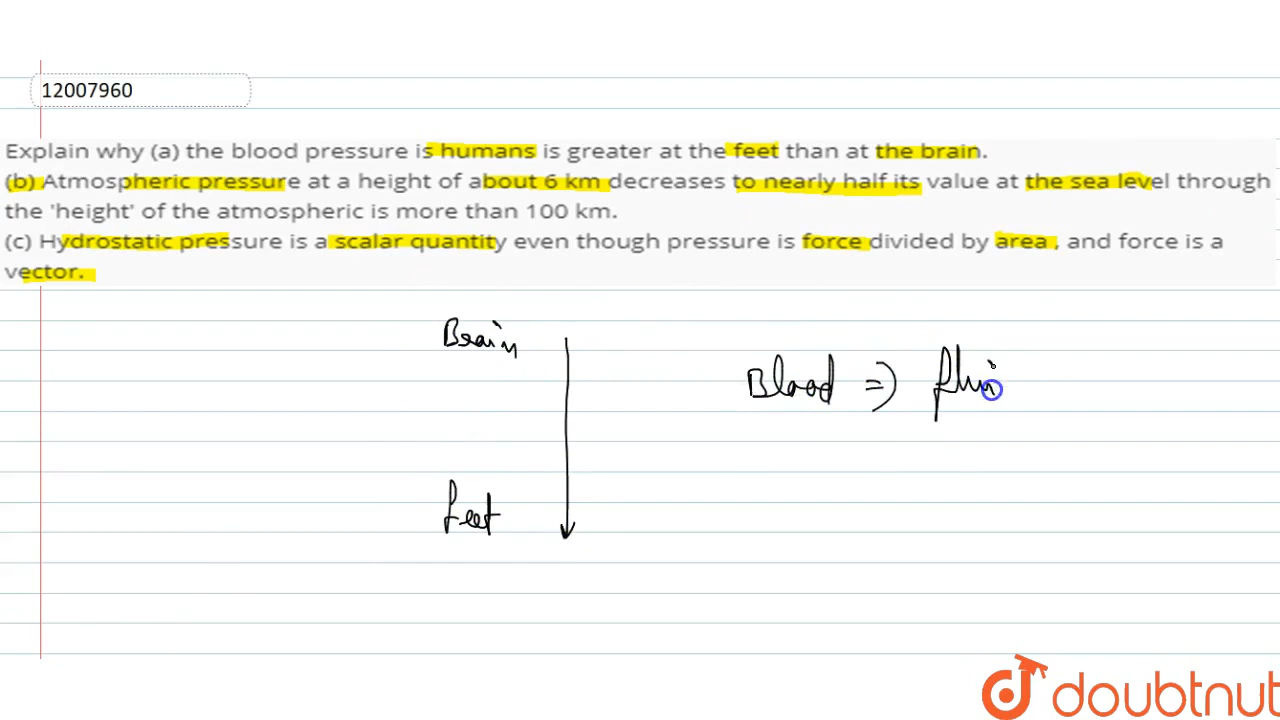 12007960
Explain why (a) the blood pressure is humans is greater at the feet than at the brain.
(b) Atmospheric pressure at a height of about 6 km decreases to nearly half its value at the sea level through
the 'height' of the atmospheric is more than 100 km.
(c) Hydrostatic pressure is a scalar quantity even though pressure is force divided by area , and force is a
vector.
Brain
Blood => flui
feet
doubtnut